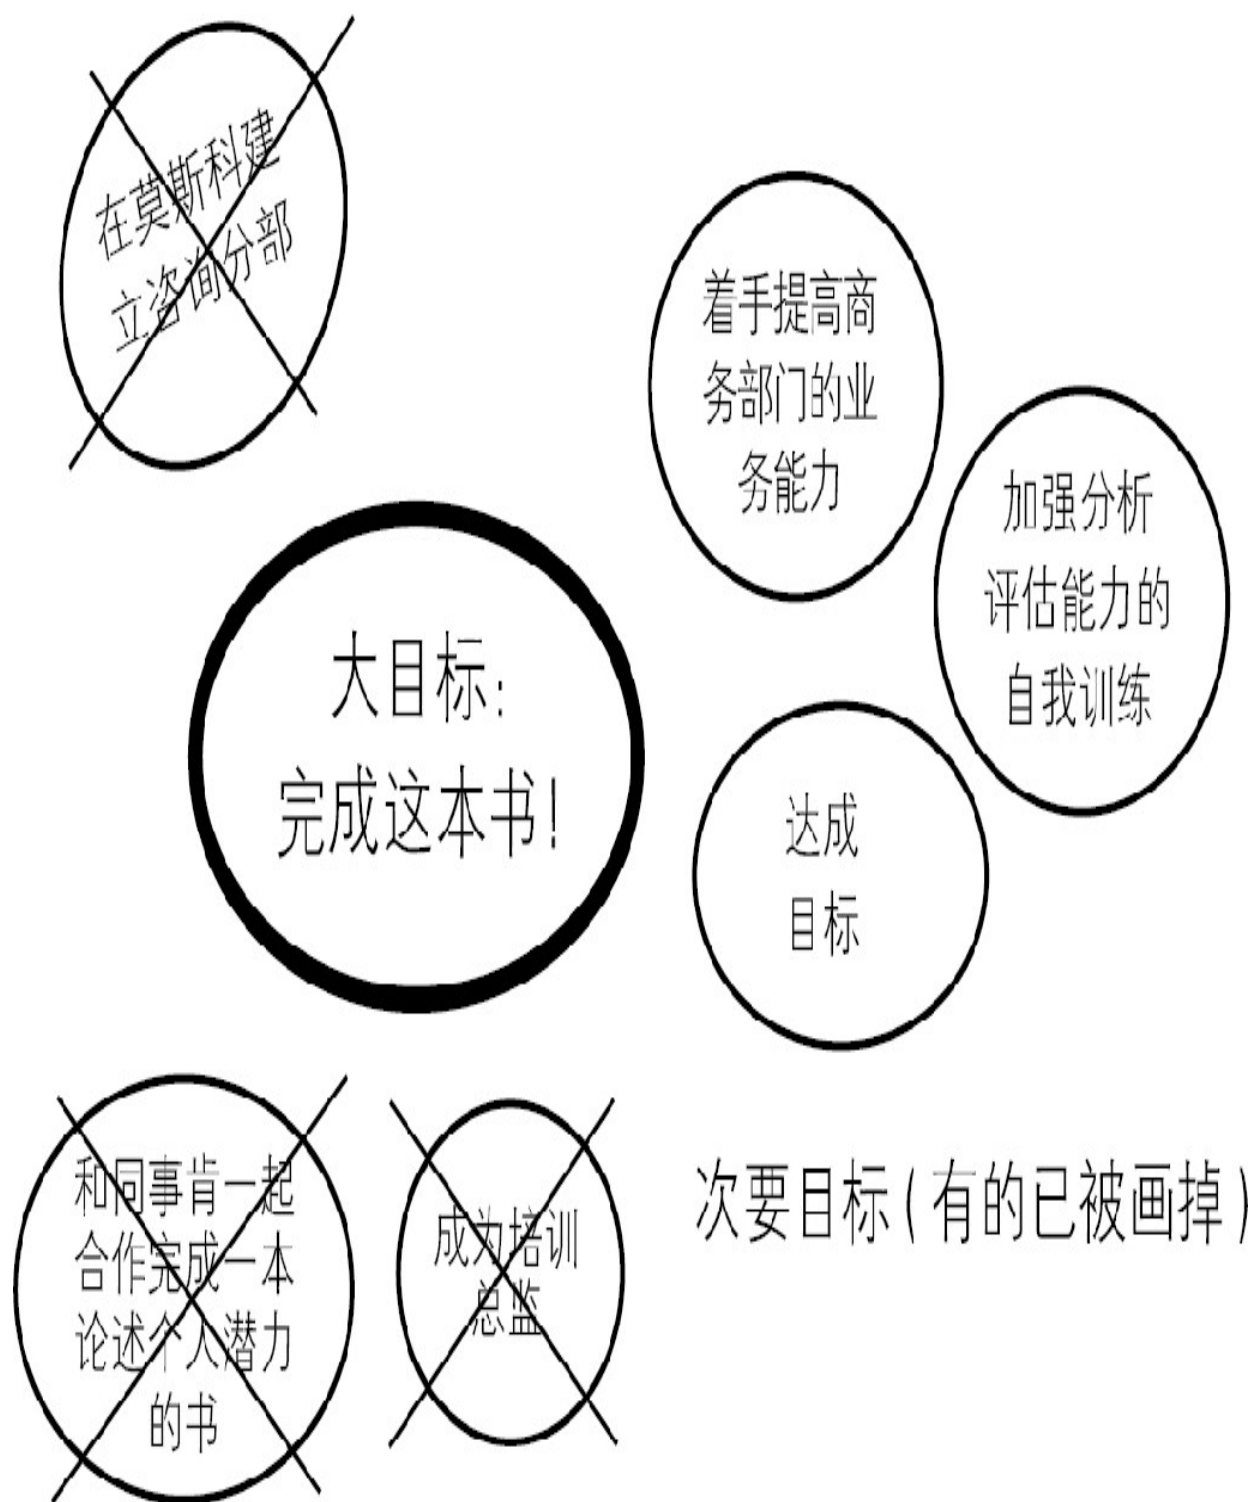 在莫斯科建
立咨询分部
着手提高商
务部门的业
务能力
加强分析
评估能力的
自我训练
大目标：
完成这本书！
达成
目标
和同事肯一起
合作完成一本
论述个人潜力
的书
成为培训
总监
次要目标（有的已被画掉）